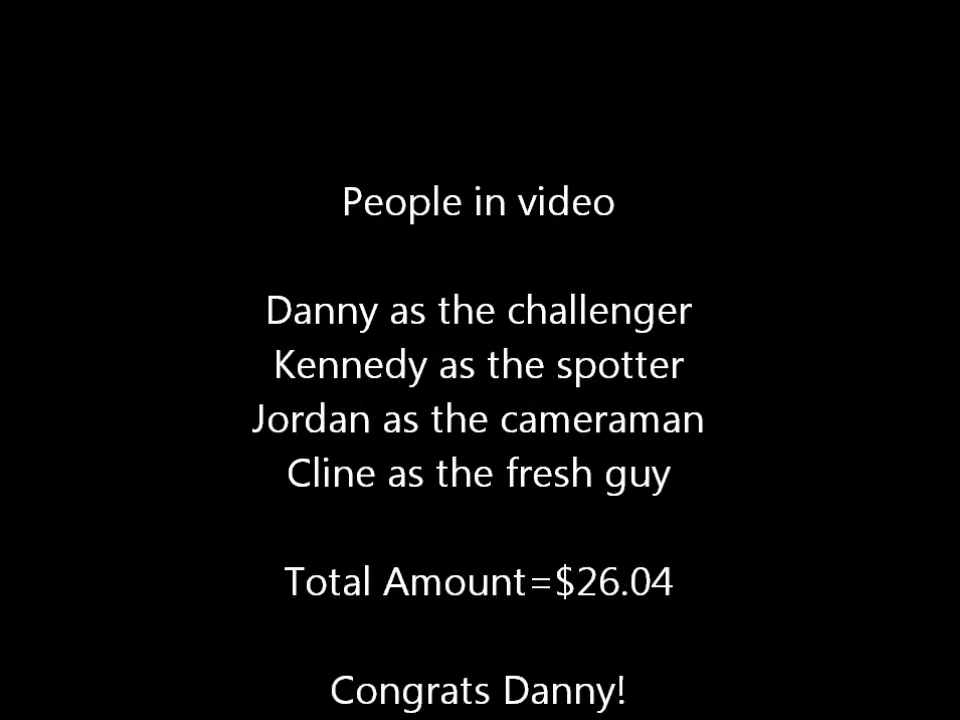 People in video
Danny as the challenger
Kennedy as the spotter
Jordan as the cameraman
Cline as the fresh guy
Total Amount=$26.04
Congrats Danny!